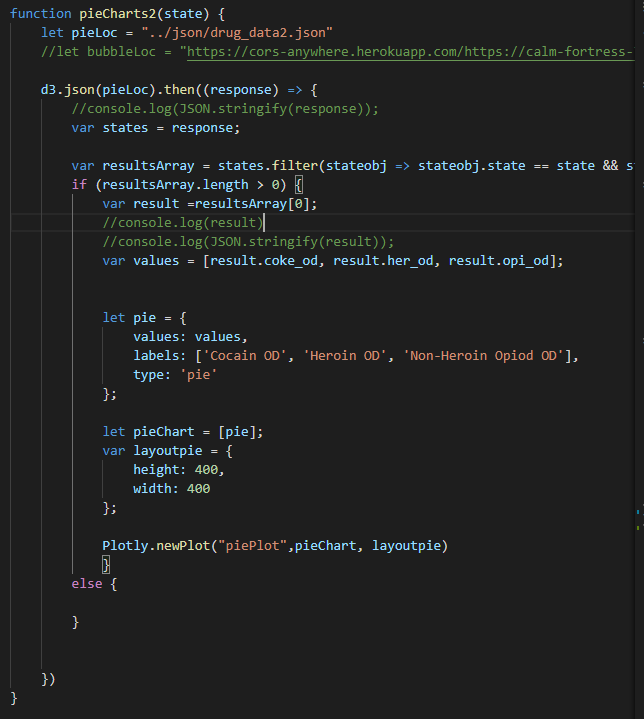 function pieCharts2(state) {
let pieLoc = "../json/drug_data2.json"
//let bubbleLoc = "https://cors-anywhere.herokuapp.com/https://calm-fortress-
d3.json(pieLoc).then((response) => {
//console.log(JSON.stringify(response));
var states = response;
var resultsArray = states.filter(stateobj => stateobj.state == state && s
if (resultsArray.length > 0) {
var result =resultsArray[0];
//console.log(result)
//console.log(JSON.stringify(result));
var values = [result.coke_od, result.her_od, result.opi_od];
let pie = {
values: values,
labels: ['Cocain OD', 'Heroin OD', 'Non-Heroin Opiod OD'],
type: 'pie'
};
let pieChart = [pie];
var layoutpie = {
height: 400,
width: 400
};
Plotly.newPlot("piePlot",pieChart, layoutpie)
}
else {
}
})
}